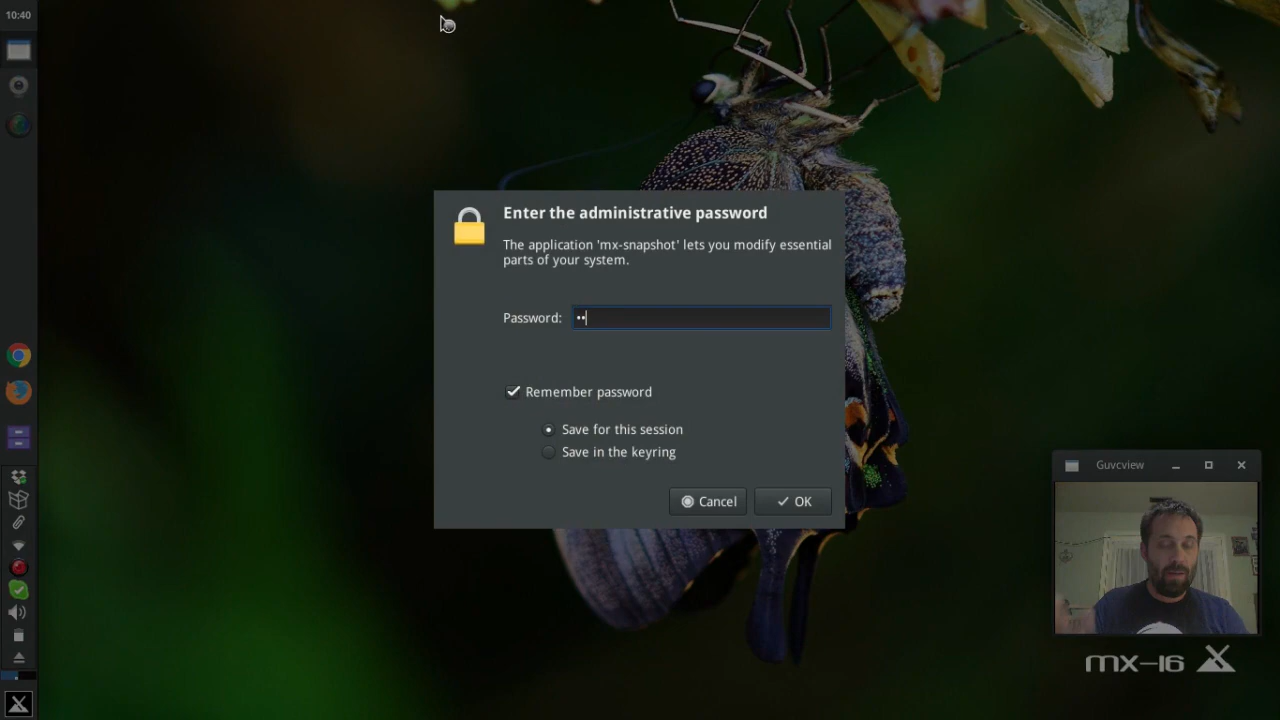 10:40
Enter the administrative password
The application 'mx-snapshot' lets you modify essential
parts of your system.
Password: ••
Remember password
Save for this session
Save in the keyring
Cancel
OK
Guvcview
mx-16